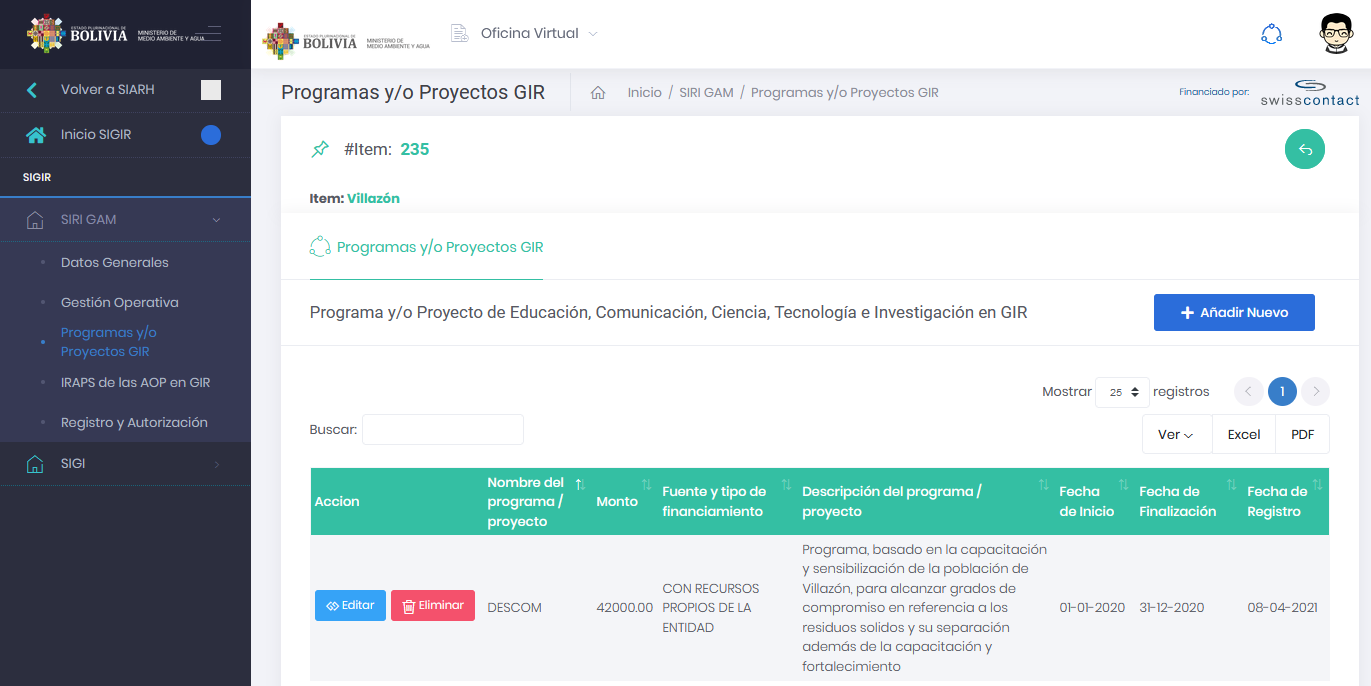 ESTADO PLURINACIONAL DE
BOLIVIA
MINISTERIO DE
MEDIO AMBIENTE Y AGUA
Volver a SIARH
Inicio SIGIR
SIGIR
SIRI GAM
Datos Generales
Gestión Operativa
Programas y/o
Proyectos GIR
IRAPS de las AOP en GIR
Registro y Autorización
SIGI
ESTADO PLURINACIONAL DE
BOLIVIA
MINISTERIO DE
MEDIO AMBIENTE Y AGUA
Oficina Virtual
Programas y/o Proyectos GIR
Inicio / SIRI GAM / Programas y/o Proyectos GIR
Financiado por:
swisscontact
#Item: 235
Item: Villazón
Programas y/o Proyectos GIR
Programa y/o Proyecto de Educación, Comunicación, Ciencia, Tecnología e Investigación en GIR
Añadir Nuevo
Mostrar 25 registros
1
Buscar:
Ver
Excel
PDF
Accion
Nombre del
programa /
proyecto
Monto
Fuente y tipo de
financiamiento
Descripción del programa /
proyecto
Fecha
de Inicio
Fecha de
Finalización
Fecha de
Registro
Editar
Eliminar
DESCOM
42000.00
CON RECURSOS
PROPIOS DE LA
ENTIDAD
Programa, basado en la capacitación
y sensibilización de la población de
Villazón, para alcanzar grados de
compromiso en referencia a los
residuos solidos y su separación
además de la capacitación y
fortalecimiento
01-01-2020
31-12-2020
08-04-2021